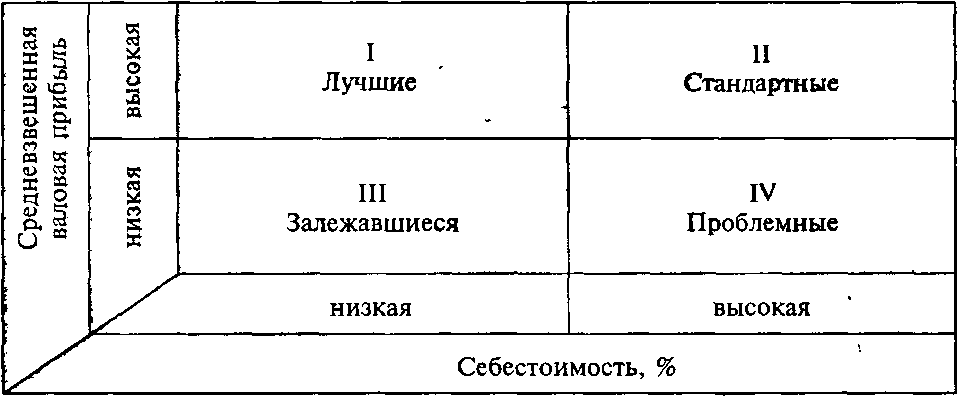 Средневзвешенная
валовая прибыль
высокая
I
Лучшие
II
Стандартные
низкая
III
Залежавшиеся
IV
Проблемные
низкая
высокая
Себестоимость, %